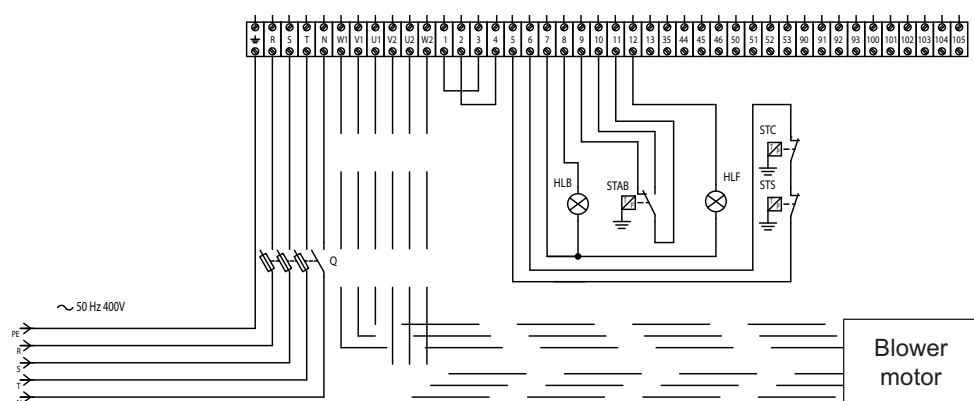 R S T N W1 V1 U1 V2 U2 W2 1 2 3 4 5 6 7 8 9 10 11 12 13 35 44 45 46 50 51 52 53 90 91 92 93 100 101 102 103 104 105
STC
HLB
STAB
HLF
STS
Q
~ 50 Hz 400V
PE
R
S
T
N
Blower
motor